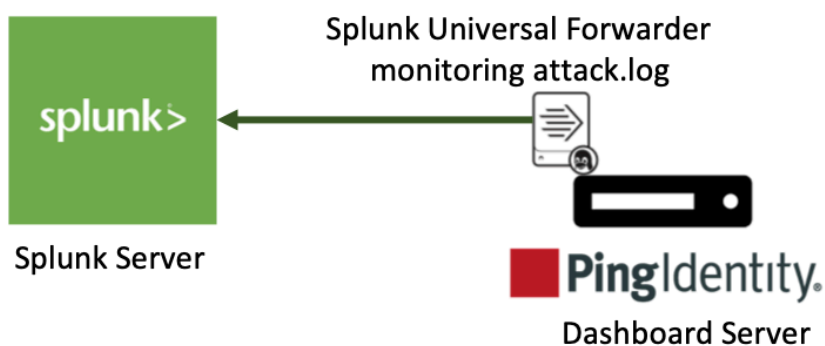 Splunk Universal Forwarder
monitoring attack.log
splunk>
Splunk Server
PingIdentity.
Dashboard Server